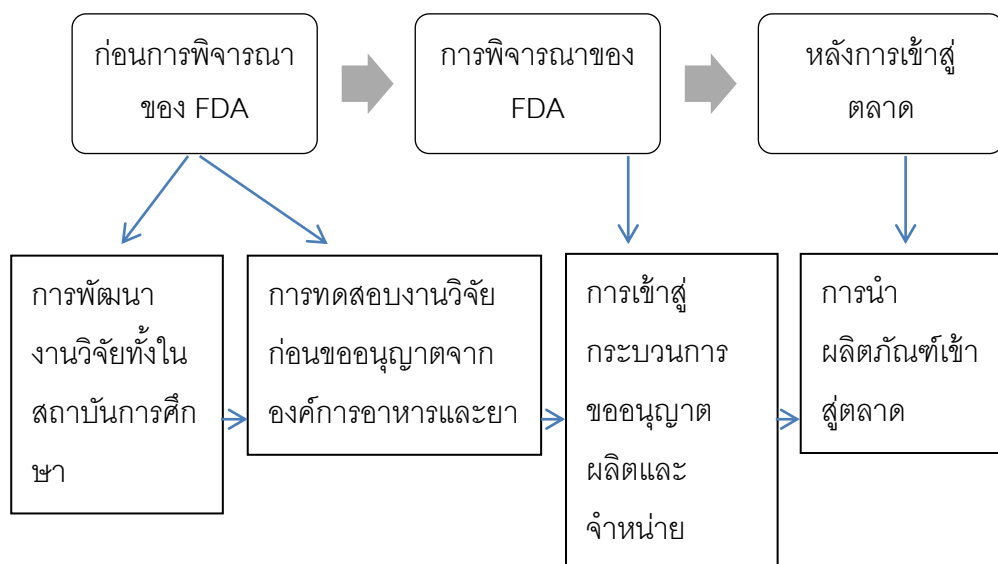 ก่อนการพิจารณา
ของ FDA
การพิจารณาของ
FDA
หลังการเข้าสู่
ตลาด
การพัฒนา
งานวิจัยทั้งใน
สถาบันการศึก
ษา
การทดสอบงานวิจัย
ก่อนขออนุญาตจาก
องค์การอาหารและยา
การเข้าสู่
กระบวนการ
ขออนุญาต
ผลิตและ
จำหน่าย
การนำ
ผลิตภัณฑ์เข้า
สู่ตลาด